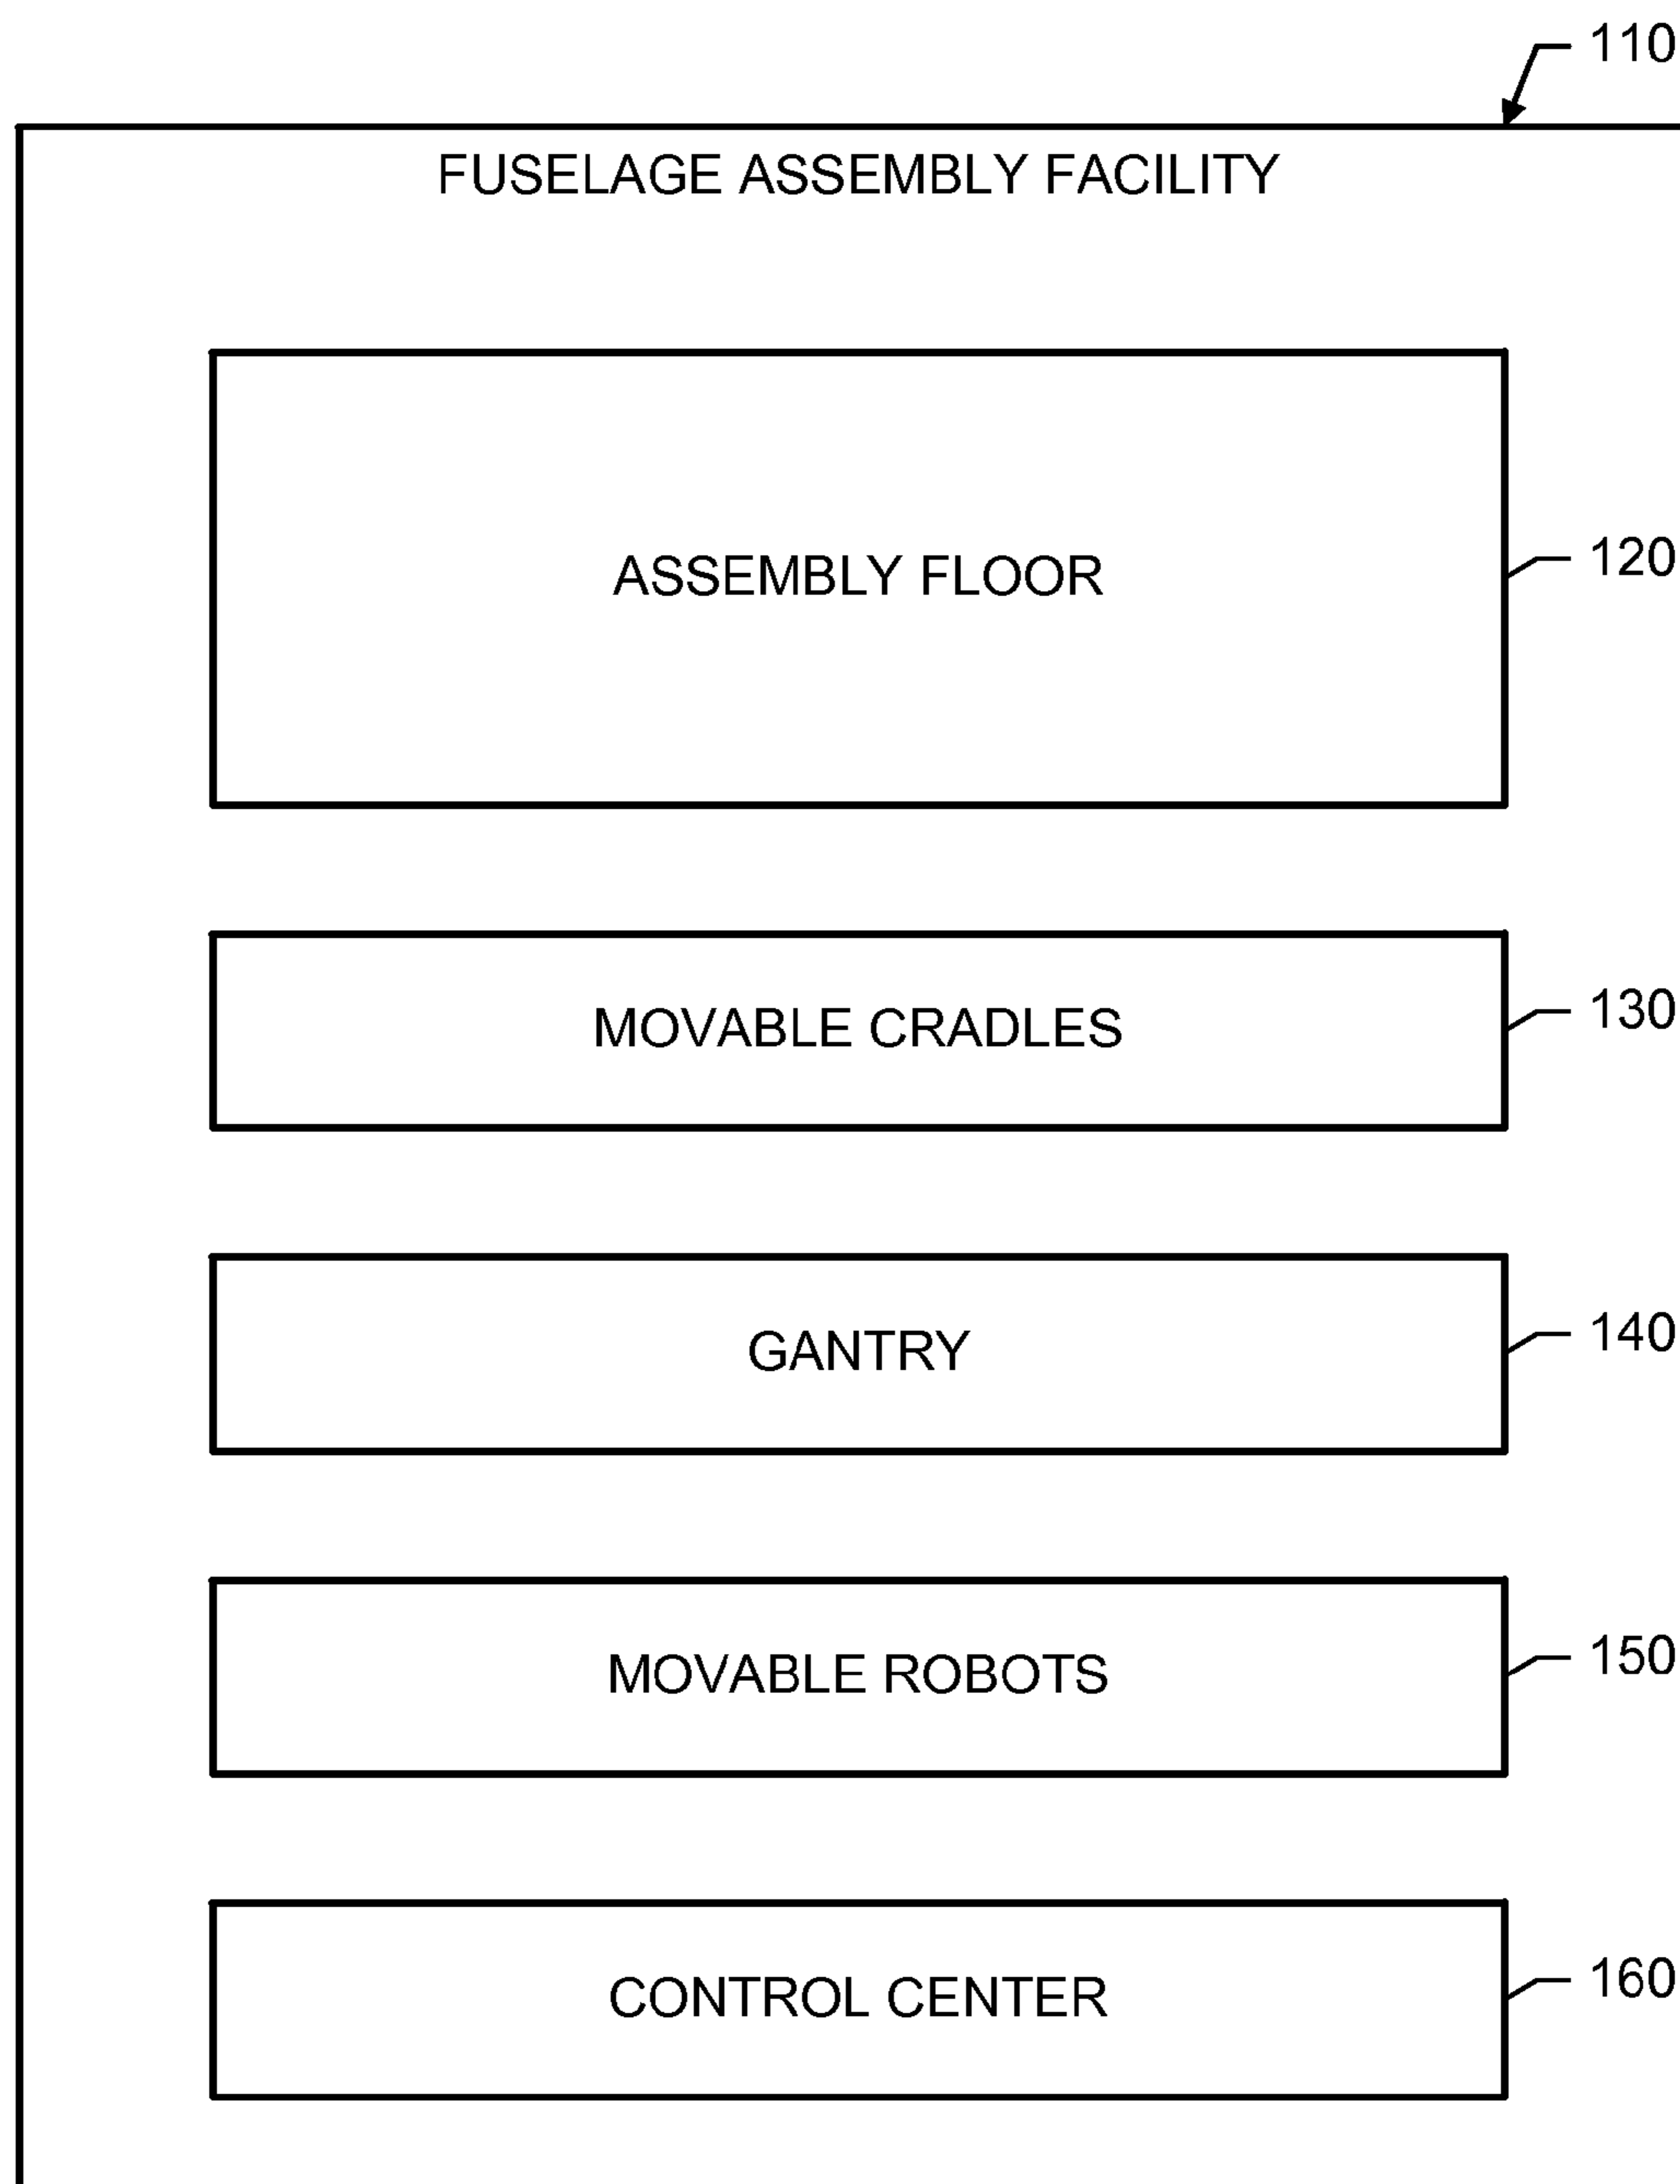 110
FUSELAGE ASSEMBLY FACILITY
ASSEMBLY FLOOR
120
MOVABLE CRADLES
130
GANTRY
140
MOVABLE ROBOTS
150
CONTROL CENTER
160